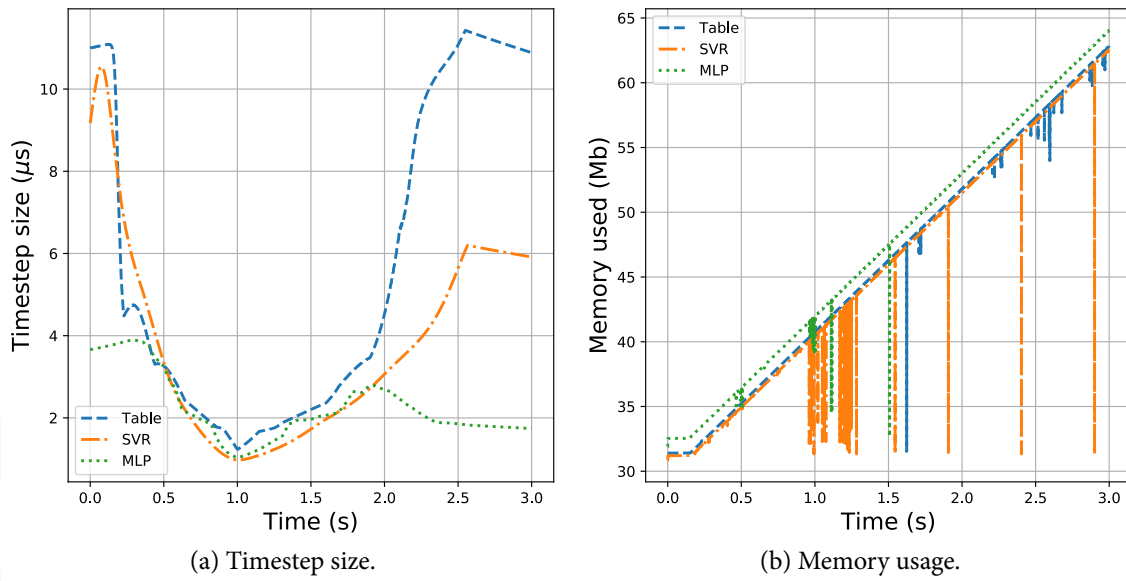 Timestep size (μs)
10
8
6
4
2
Table
SVR
MLP
0.0 0.5 1.0 1.5 2.0 2.5 3.0
Time (s)
(a) Timestep size.
Memory used (Mb)
65
60
55
50
45
40
35
30
Table
SVR
MLP
0.0 0.5 1.0 1.5 2.0 2.5 3.0
Time (s)
(b) Memory usage.